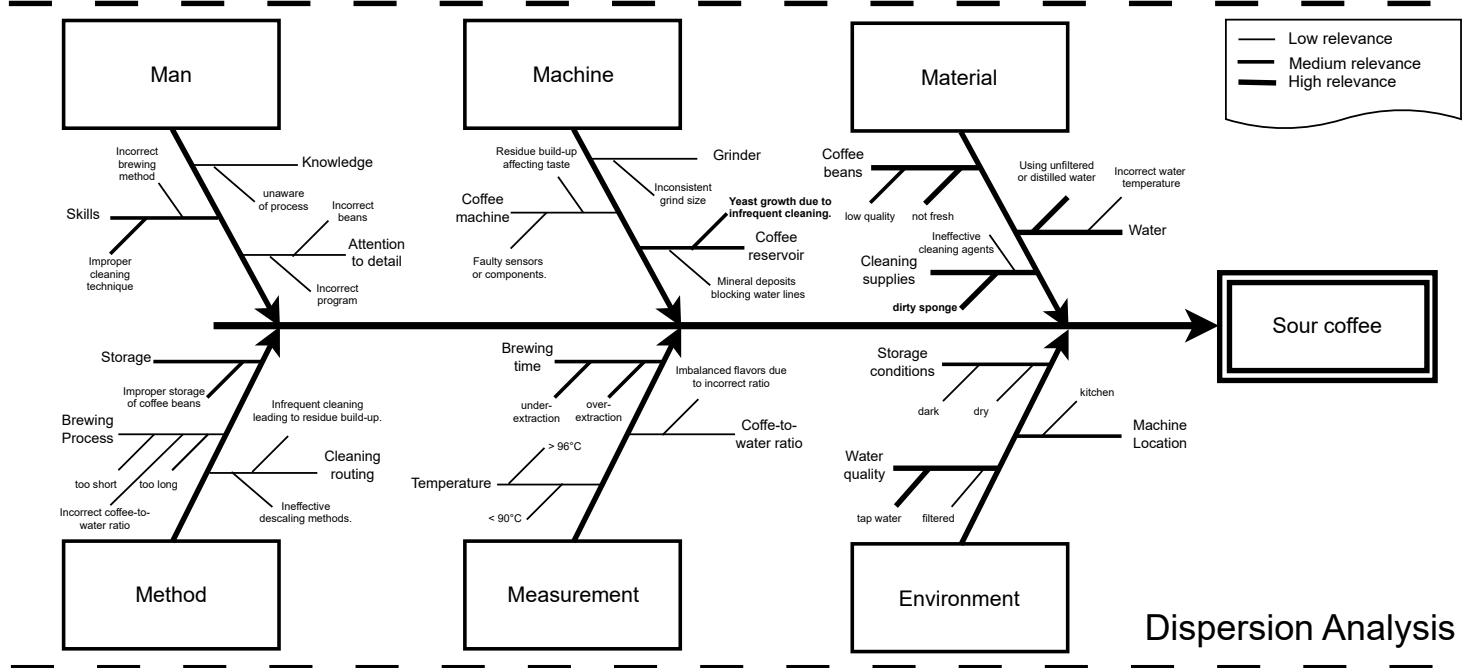 Man
Machine
Material
Low relevance
Medium relevance
High relevance
Incorrect
brewing
method
Knowledge
unaware
of process
Skills
Incorrect
beans
Attention
to detail
Improper
cleaning
technique
Incorrect
program
Residue build-up
affecting taste
Grinder
Inconsistent
grind size
Coffee
machine
Yeast growth due to
infrequent cleaning.
Coffee
reservoir
Faulty sensors
or components.
Mineral deposits
blocking water lines
Coffee
beans
low quality
not fresh
Using unfiltered
or distilled water
Incorrect water
temperature
Water
Ineffective
cleaning agents
Cleaning
supplies
dirty sponge
Sour coffee
Storage
Improper storage
of coffee beans
Brewing
Process
Infrequent cleaning
leading to residue build-up.
too short
too long
Incorrect coffee-to-
water ratio
Cleaning
routing
Ineffective
descaling methods.
Brewing
time
under-
extraction
over-
extraction
Imbalanced flavors due
to incorrect ratio
Coffe-to-
water ratio
> 96°C
Temperature
< 90°C
Storage
conditions
dark
dry
kitchen
Machine
Location
Water
quality
tap water
filtered
Method
Measurement
Environment
Dispersion Analysis